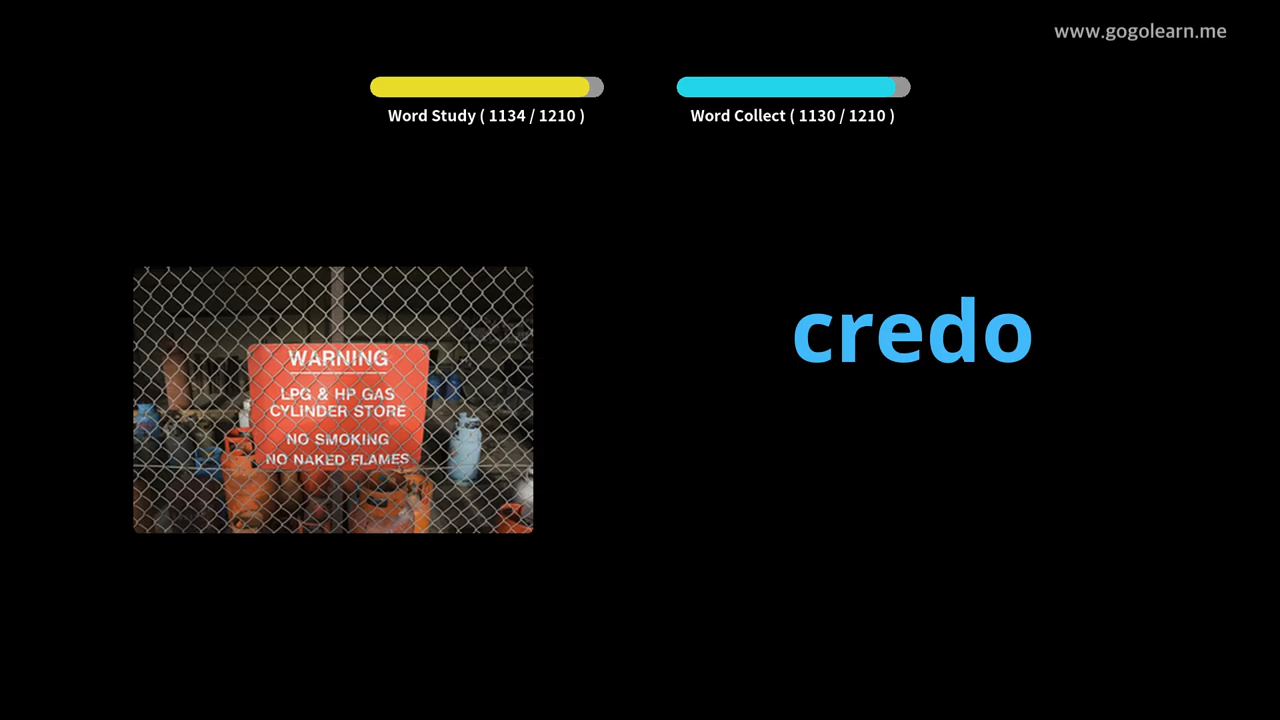 www.gogolearn.me
Word Study ( 1134 / 1210 )
Word Collect ( 1130 / 1210 )
WARNING
LPG & HP GAS
CYLINDER STORE
NO SMOKING
NO NAKED FLAMES
credo